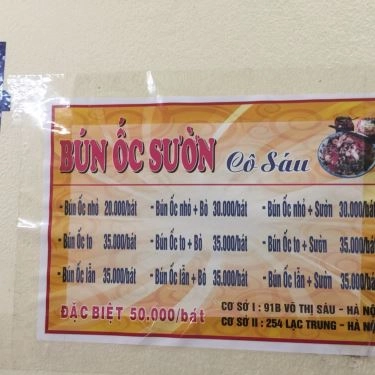 BÚN ỐC SƯỜN Cô Sáu
• Bún Ốc nhỏ 20.000/bát • Bún Ốc nhỏ + Bò 30.000/bát • Bún Ốc nhỏ + Sườn 30.000/bát
• Bún Ốc to 35.000/bát • Bún Ốc to + Bò 35.000/bát • Bún Ốc to + Sườn 35.000/bát
• Bún Ốc lẫn 35.000/bát • Bún Ốc lẫn + Bò 35.000/bát • Bún Ốc lẫn + Sườn 35.000/bát
ĐẶC BIỆT 50.000/bát
CƠ SỞ I : 91B VÕ THỊ SÁU - HÀ NỘ
CƠ SỞ II : 254 LẠC TRUNG - HÀ N